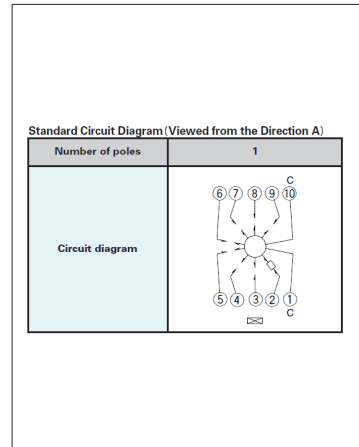 Standard Circuit Diagram (Viewed from the Direction A)
Number of poles 1
Circuit diagram
C
6 7 8 9 10
5 4 3 2 1
C